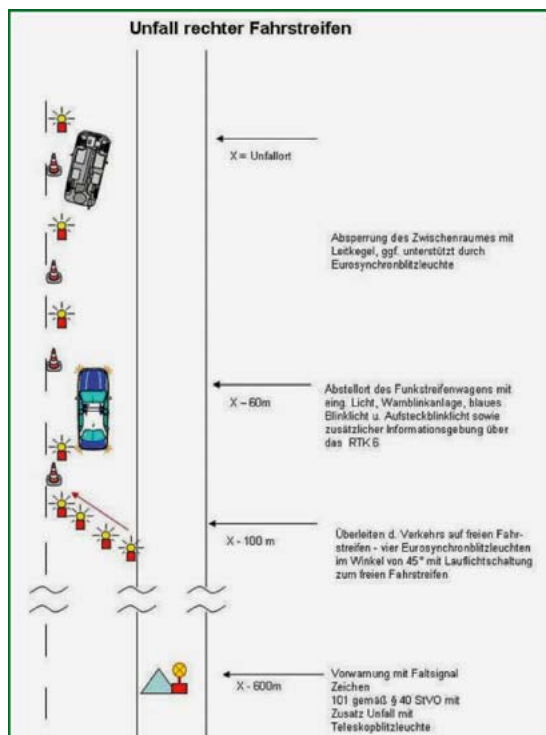 Unfall rechter Fahrstreifen
X = Unfallort
Absperrung des Zwischenraumes mit
Leitkegel, ggf. unterstützt durch
Eurosynchronblitzleuchte
X – 60m
Abstellort des Funkstreifenwagens mit
eing. Licht, Warnblinkanlage, blaues
Blinklicht u. Aufsteckblinklicht sowie
zusätzlicher Informationsgebung über
das RTK 6
X - 100 m
Überleiten d. Verkehrs auf freien Fahr-
streifen - vier Eurosynchronblitzleuchten
im Winkel von 45° mit Lauflichtschaltung
zum freien Fahrstreifen
X - 600m
Vorwarnung mit Faltsignal
Zeichen
101 gemäß § 40 StVO mit
Zusatz Unfall mit
Teleskopblitzleuchte